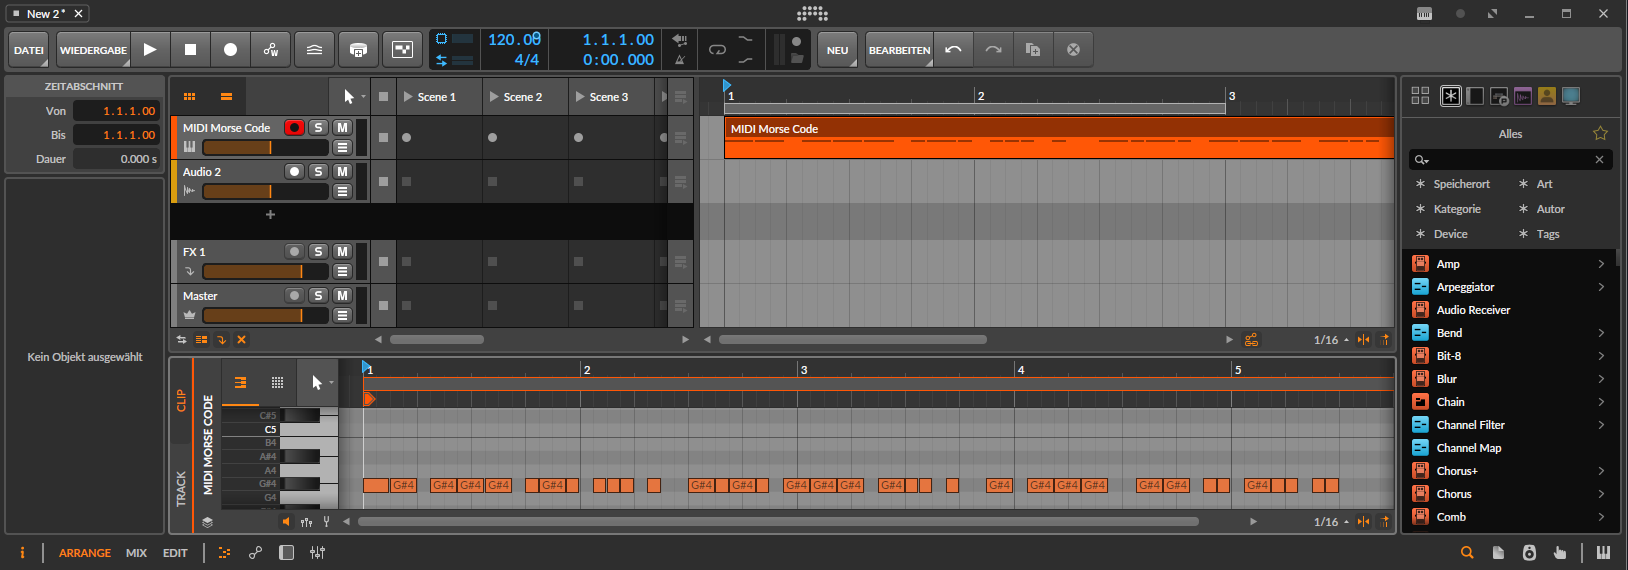 New 2*
DATEI
WIEDERGABE
120.00
4/4
1.1.1.00
0:00.000
NEU
BEARBEITEN
ZEITABSCHNITT
Von 1.1.1.00
Bis 1.1.1.00
Dauer 0.000 s
Kein Objekt ausgewählt
Scene 1
Scene 2
Scene 3
MIDI Morse Code
S M
Audio 2
S M
FX 1
S M
Master
S M
1 2 3
MIDI Morse Code
1/16
CLIP
TRACK
MIDI MORSE CODE
1 2 3 4 5
C#5
C5
B4
A#4
A4
G#4
G4
G#4 G#4 G#4 G#4 G#4 G#4 G#4 G#4 G#4 G#4 G#4 G#4 G#4 G#4 G#4 G#4 G#4 G#4
1/16
Alles
Speicherort
Art
Kategorie
Autor
Device
Tags
Amp
Arpeggiator
Audio Receiver
Bend
Bit-8
Blur
Chain
Channel Filter
Channel Map
Chorus+
Chorus
Comb
i
ARRANGE
MIX
EDIT